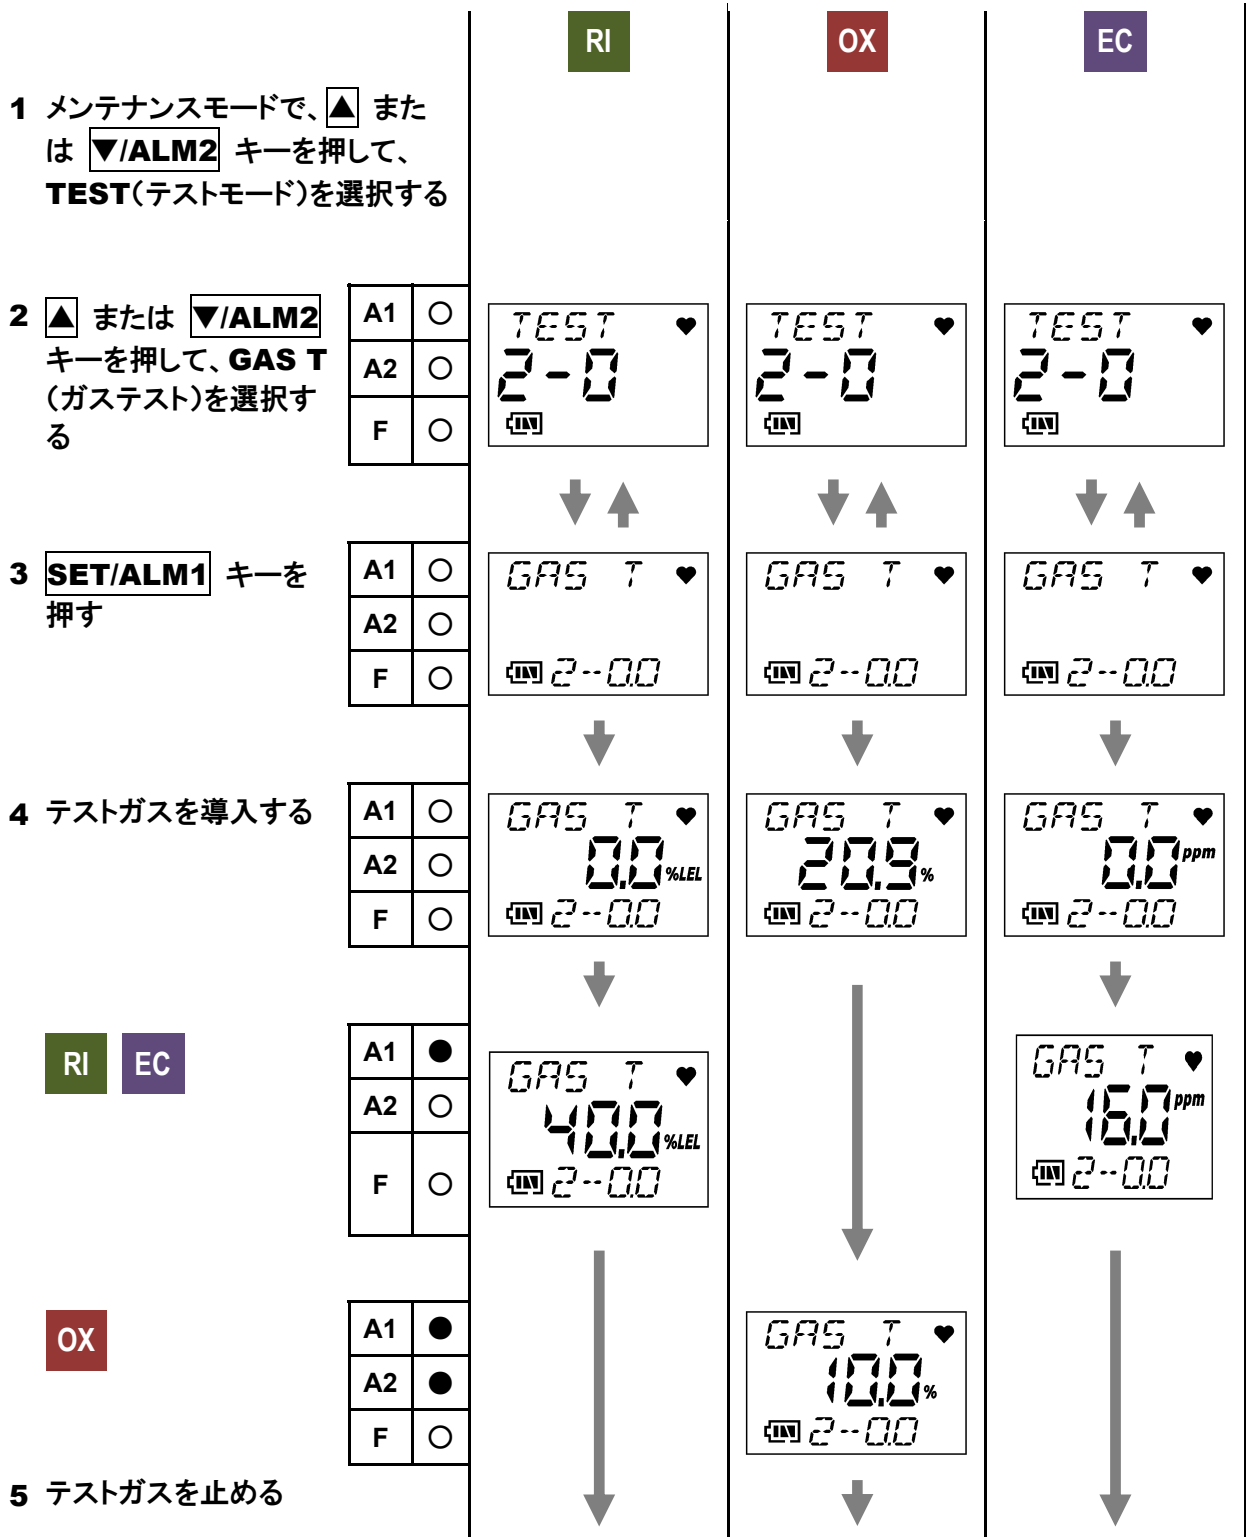 RI OX EC
1 メンテナンスモードで、▲ また
は ▼/ALM2 キーを押して、
TEST(テストモード)を選択する
2 ▲ または ▼/ALM2
キーを押して、GAS T
(ガステスト)を選択す
る
A1 ○
A2 ○
F ○
TEST ♥
2-0
TEST ♥
2-0
TEST ♥
2-0
3 SET/ALM1 キーを
押す
A1 ○
A2 ○
F ○
GAS T ♥
2--0.0
GAS T ♥
2--0.0
GAS T ♥
2--0.0
4 テストガスを導入する
A1 ○
A2 ○
F ○
GAS T ♥
0.0 %LEL
2--0.0
GAS T ♥
20.9 %
2--0.0
GAS T ♥
0.0 ppm
2--0.0
RI EC
A1 ●
A2 ○
F ○
GAS T ♥
40.0 %LEL
2--0.0
GAS T ♥
16.0 ppm
2--0.0
OX
A1 ●
A2 ●
F ○
GAS T ♥
10.0 %
2--0.0
5 テストガスを止める